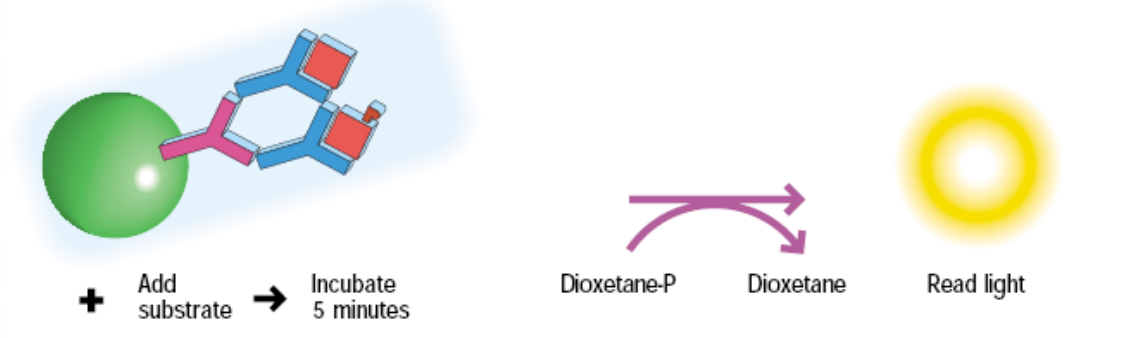 + Add substrate → Incubate 5 minutes
Dioxetane-P
Dioxetane
Read light